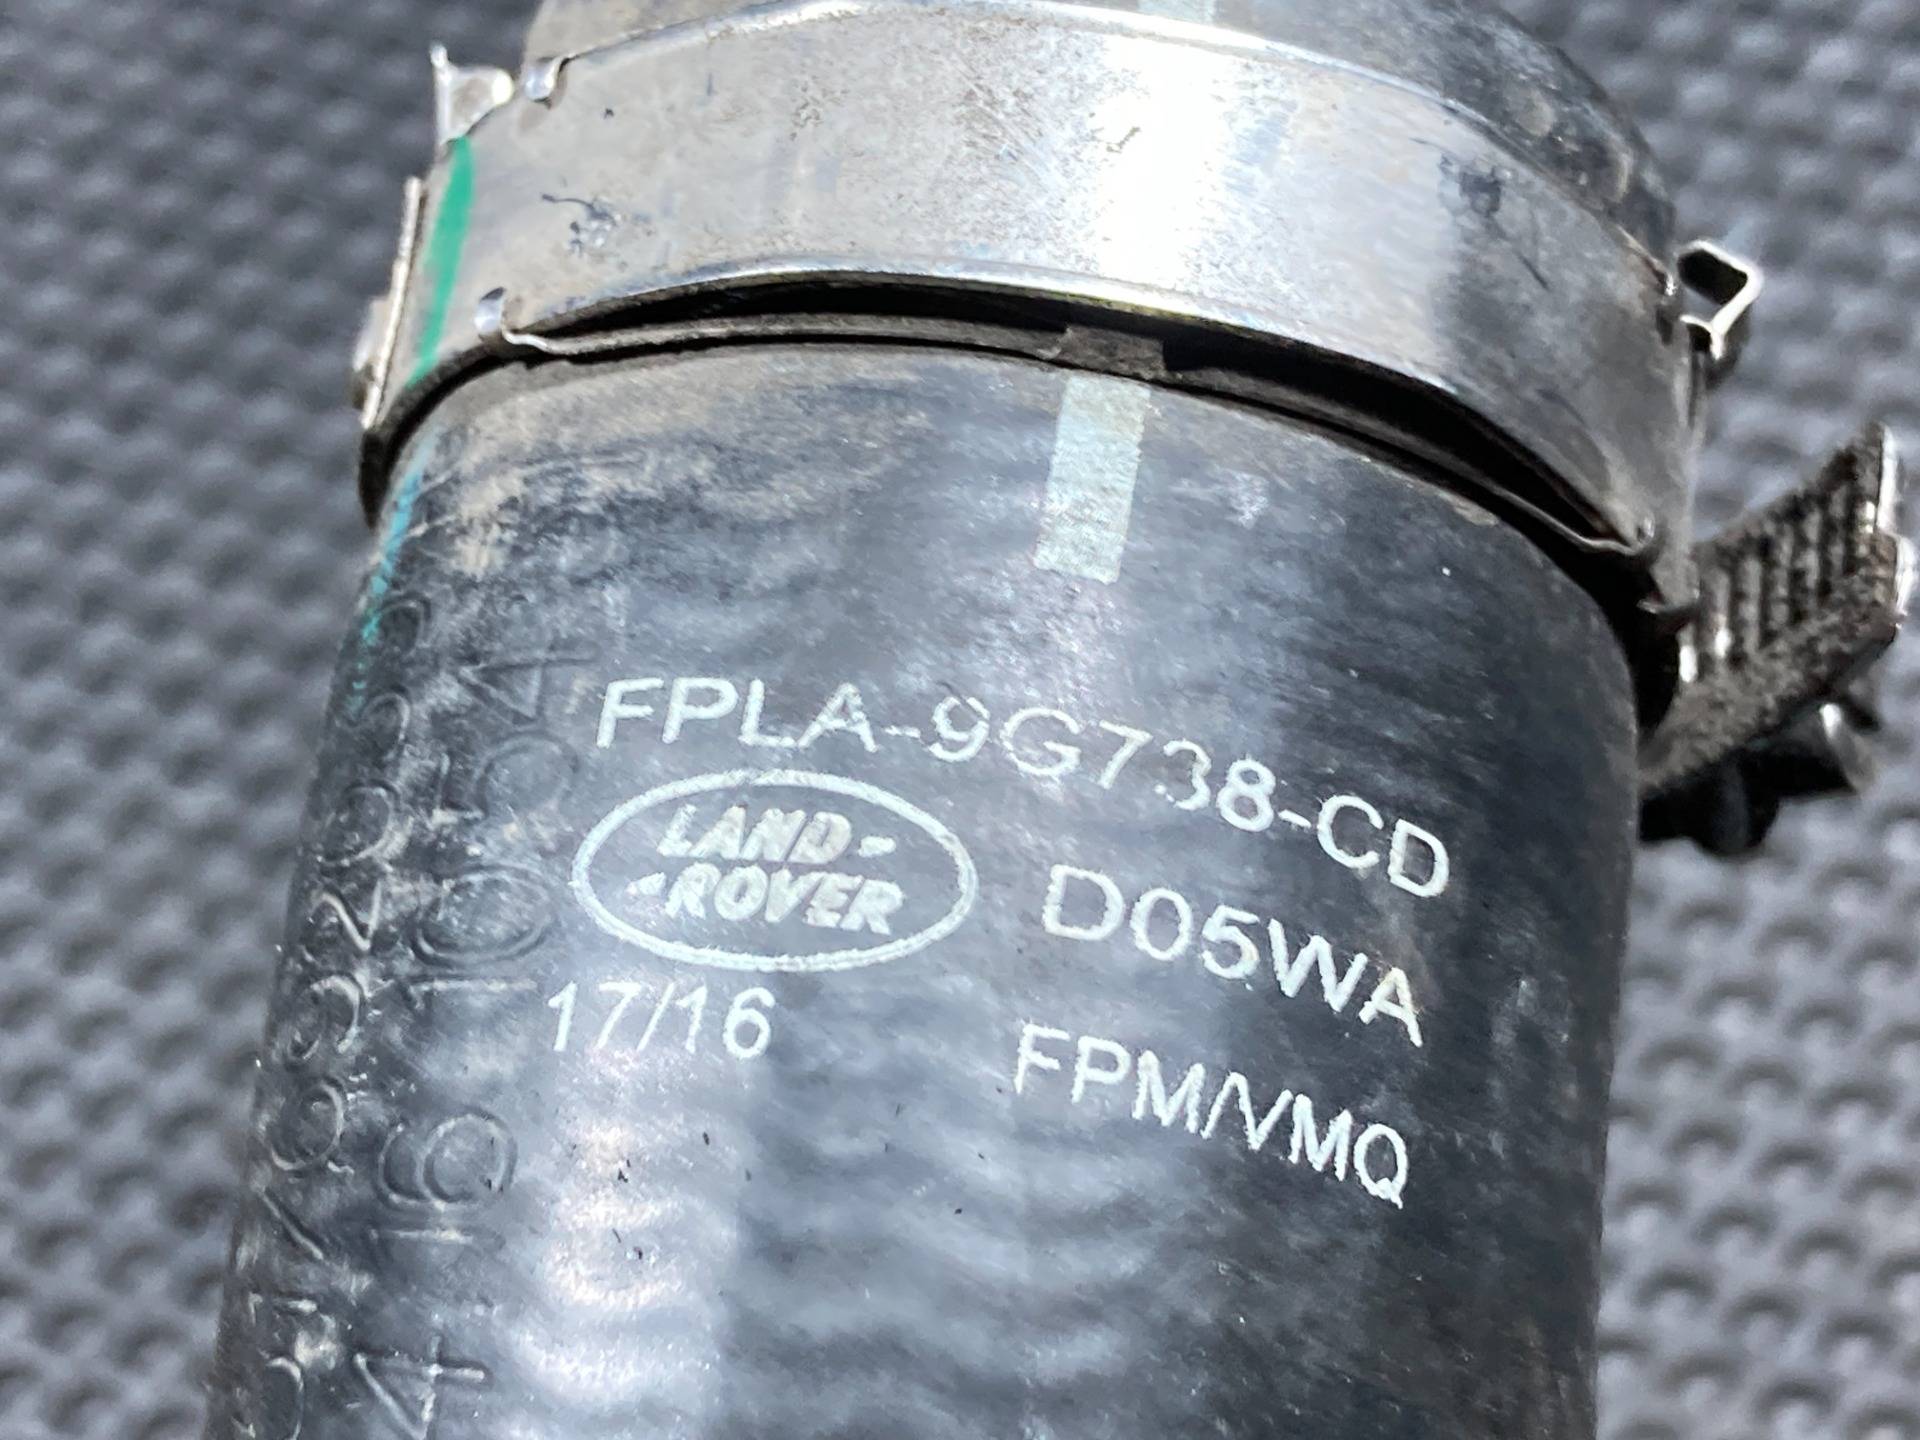 FPLA-9G738-CD
LAND-
-ROVER
D05WA
17/16
FPM/VMQ